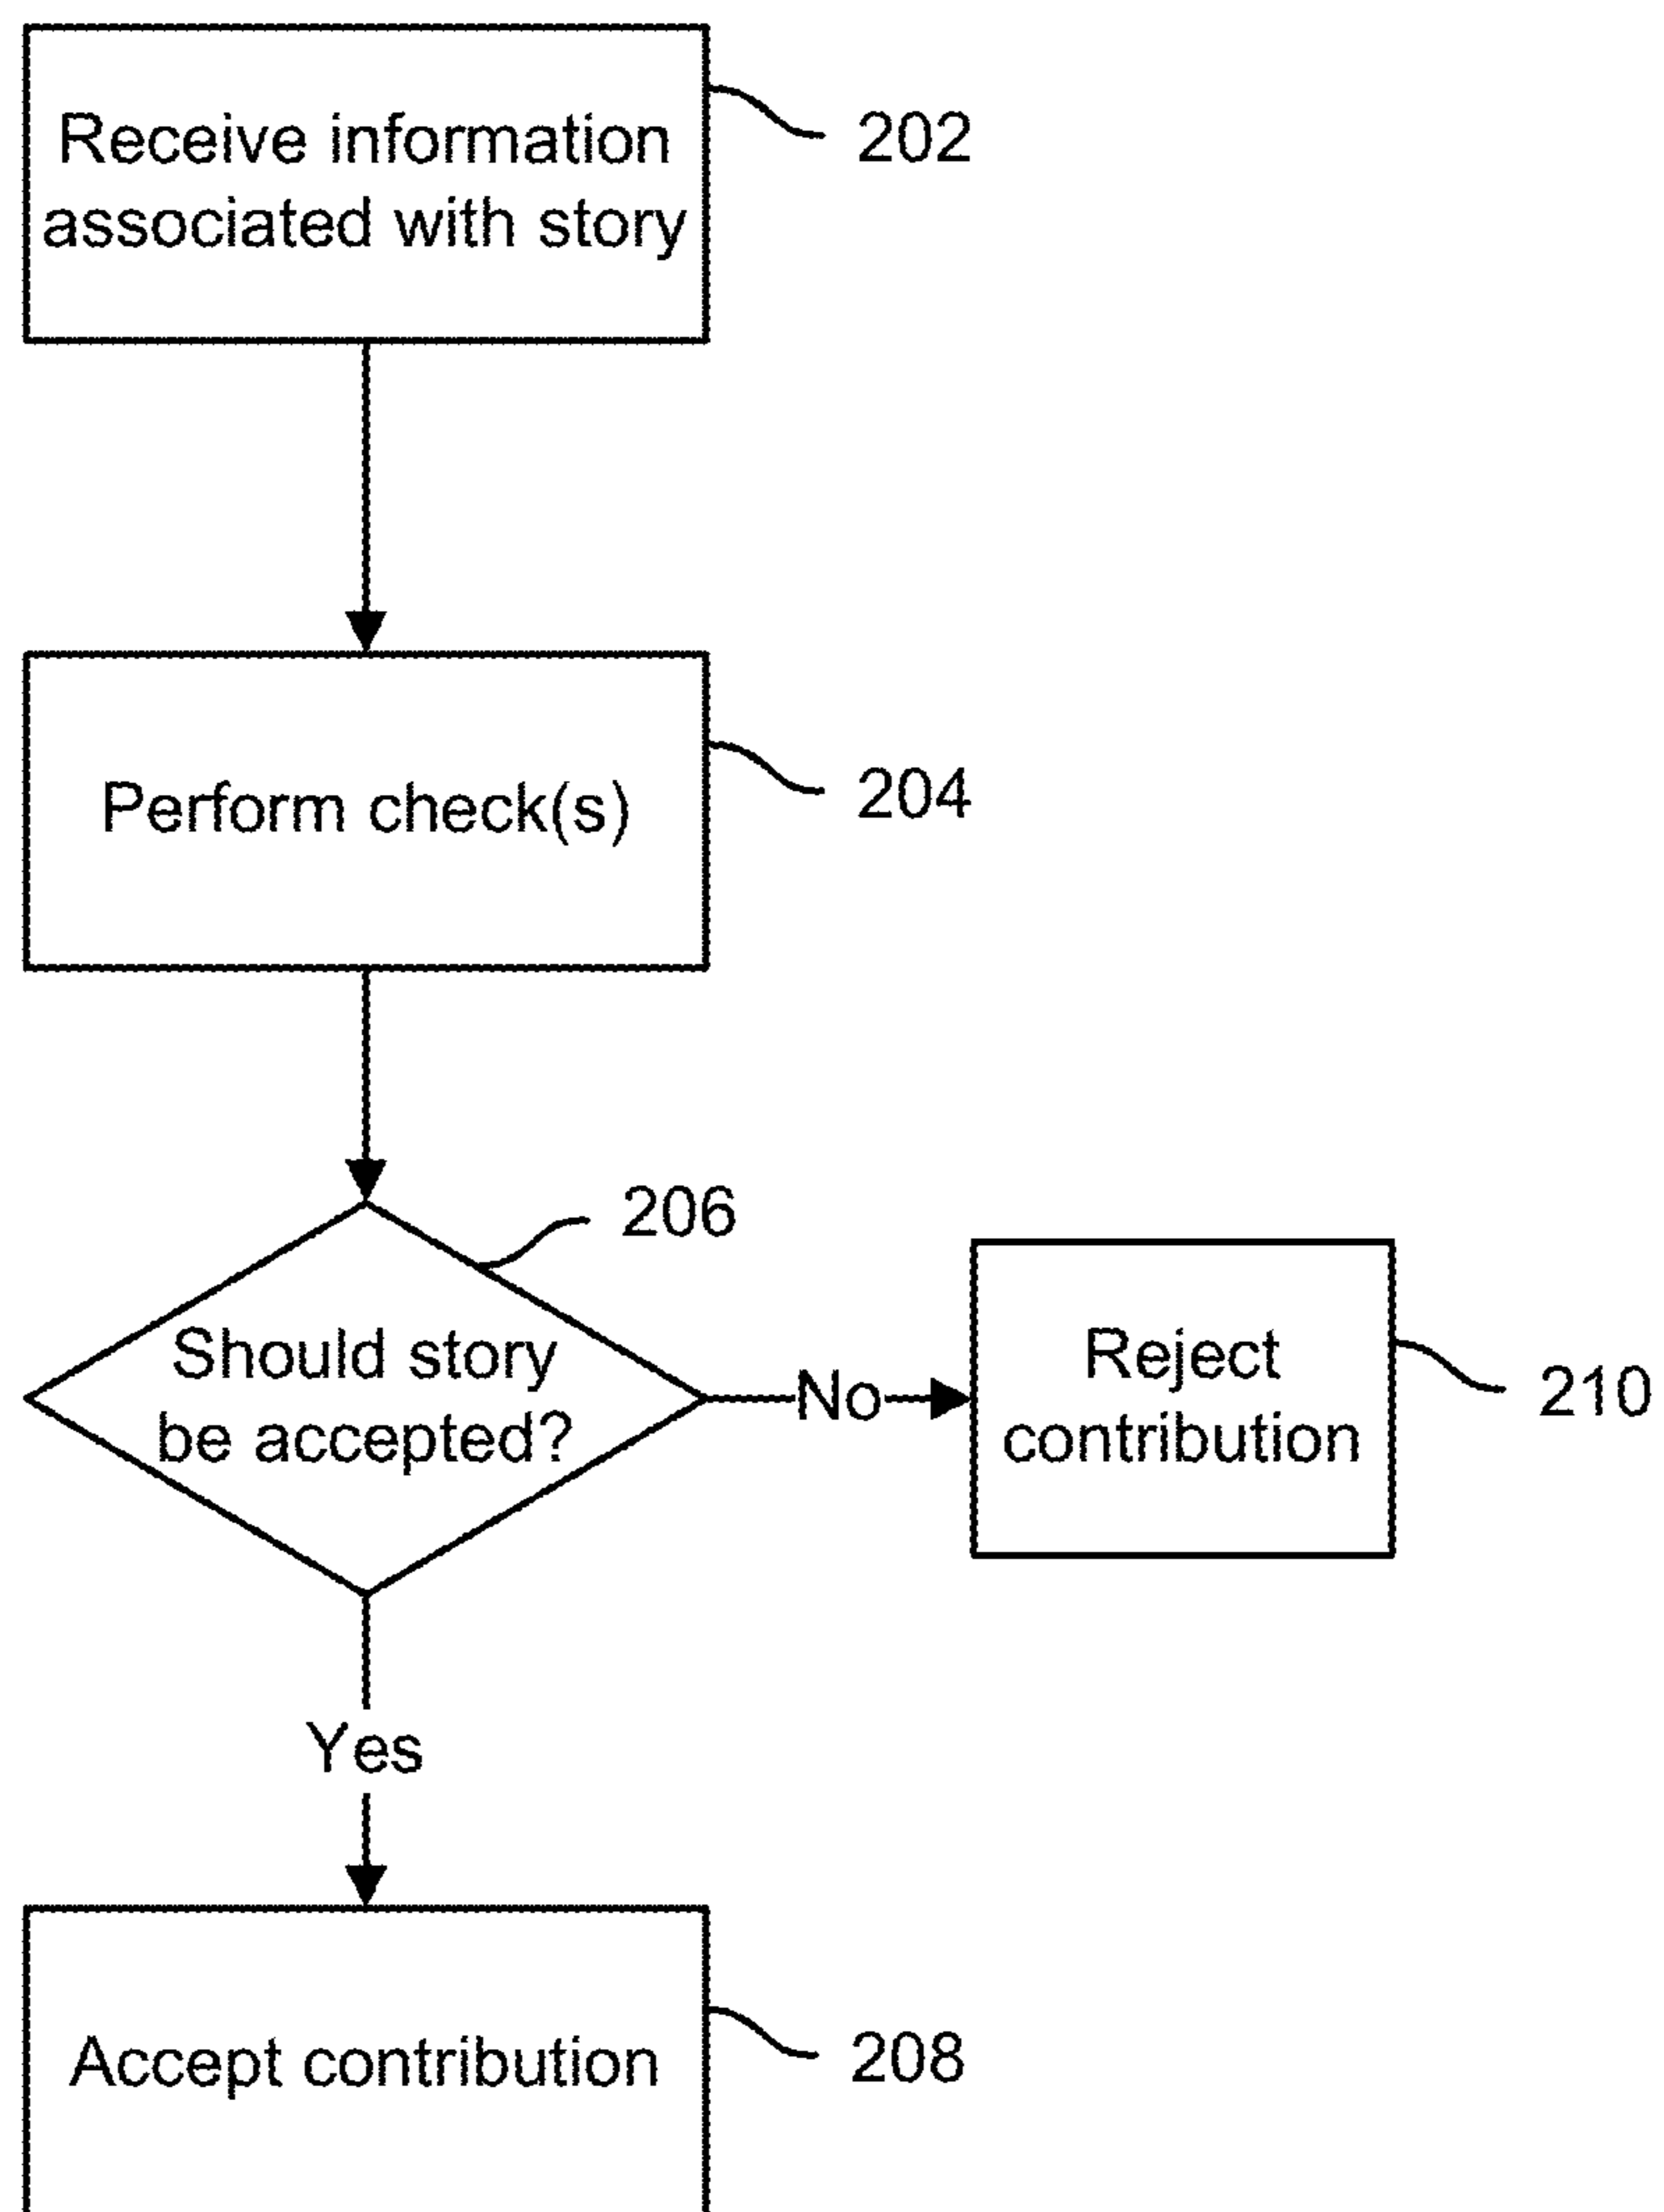 Receive information
associated with story
202
Perform check(s)
204
206
Should story
be accepted?
No
Reject
contribution
210
Yes
Accept contribution
208